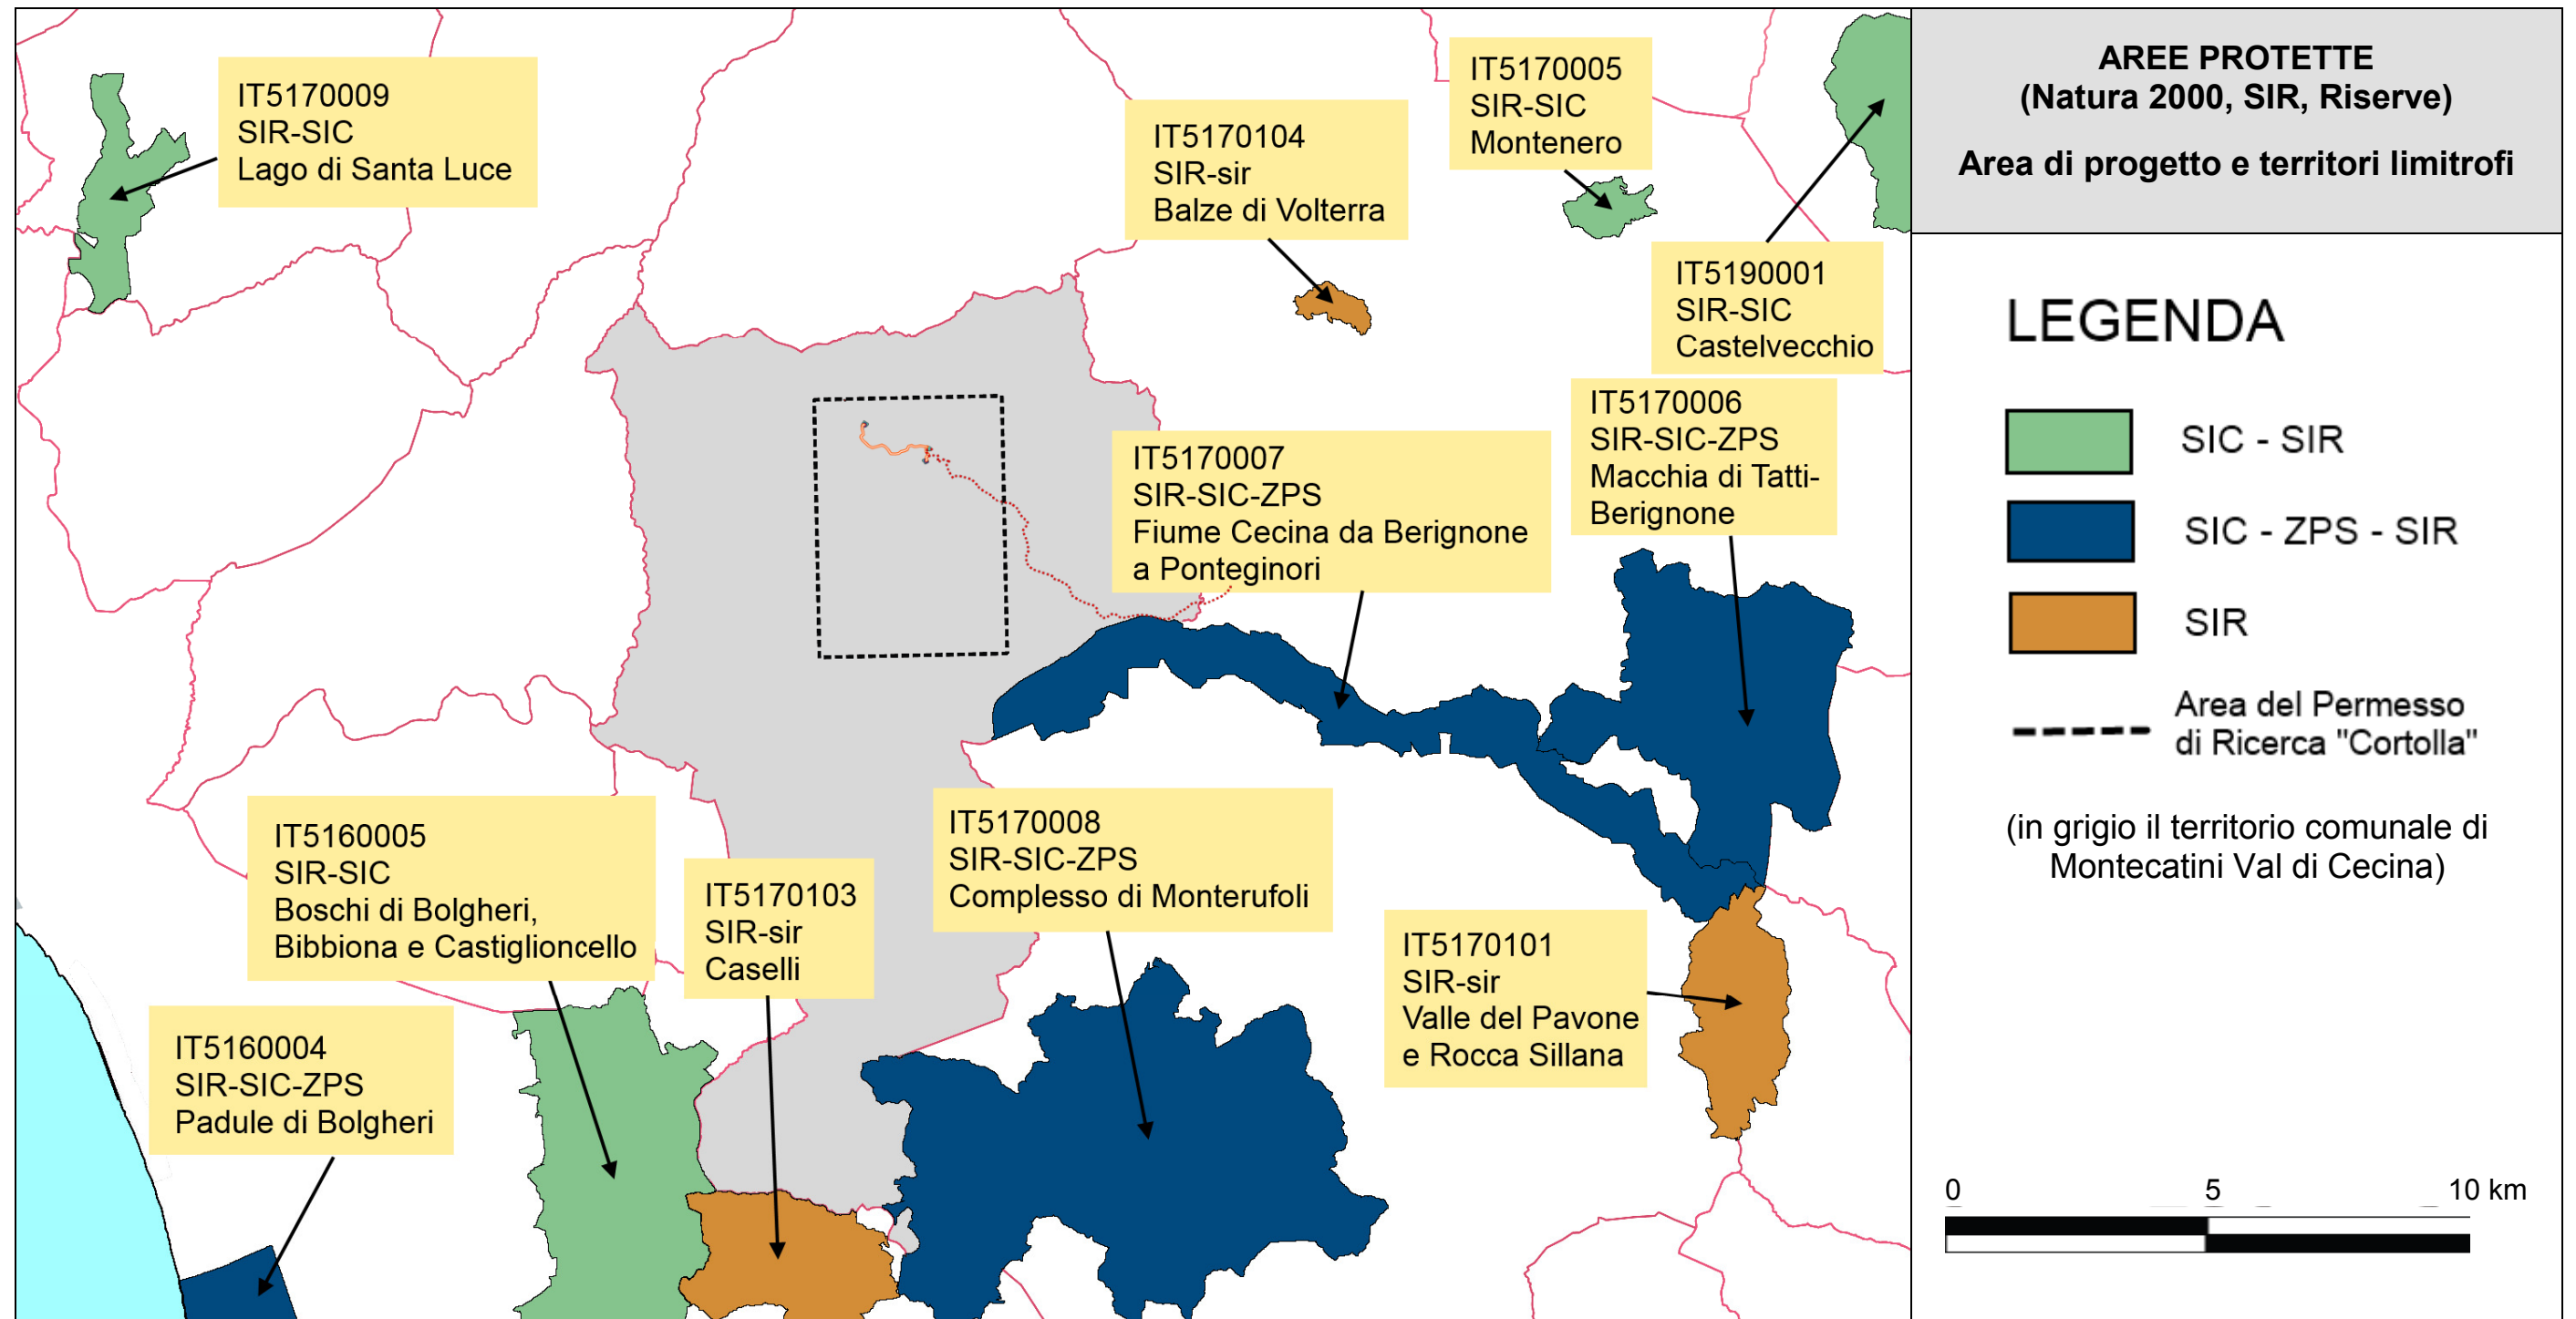 IT5170009
SIR-SIC
Lago di Santa Luce
IT5170104
SIR-sir
Balze di Volterra
IT5170005
SIR-SIC
Montenero
IT5190001
SIR-SIC
Castelvecchio
IT5170007
SIR-SIC-ZPS
Fiume Cecina da Berignone
a Ponteginori
IT5170006
SIR-SIC-ZPS
Macchia di Tatti-
Berignone
IT5160005
SIR-SIC
Boschi di Bolgheri,
Bibbiona e Castiglioncello
IT5170103
SIR-sir
Caselli
IT5170008
SIR-SIC-ZPS
Complesso di Monterufoli
IT5170101
SIR-sir
Valle del Pavone
e Rocca Sillana
IT5160004
SIR-SIC-ZPS
Padule di Bolgheri
AREE PROTETTE
(Natura 2000, SIR, Riserve)
Area di progetto e territori limitrofi
LEGENDA
SIC - SIR
SIC - ZPS - SIR
SIR
Area del Permesso
di Ricerca "Cortolla"
(in grigio il territorio comunale di
Montecatini Val di Cecina)
0 5 10 km